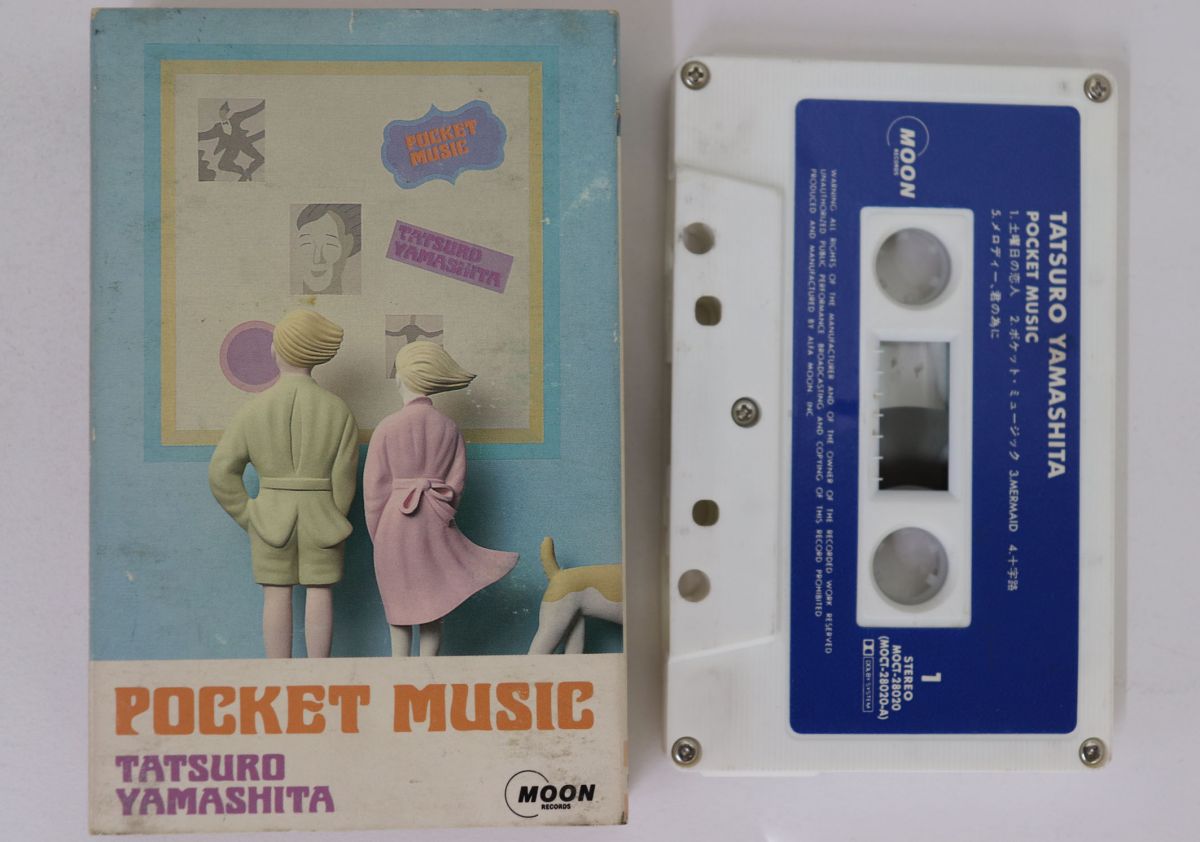 POCKET
MUSIC
TATSURO
YAMASHITA
POCKET MUSIC
TATSURO
YAMASHITA
MOON
RECORDS
MOON
RECORDS
TATSURO YAMASHITA
POCKET MUSIC
1.土曜日の恋人 2.ポケット・ミュージック 3.MERMAID 4.十字路
5.メロディー、君の為に
1
STEREO
MOCT-28020
(MOCT-28020-A)
DOLBY SYSTEM
WARNING ALL RIGHTS OF THE MANUFACTURER AND OF THE OWNER OF THE RECORDED WORK RESERVED
UNAUTHORIZED PUBLIC PERFORMANCE BROADCASTING AND COPYING OF THIS RECORD PROHIBITED
PRODUCED AND MANUFACTURED BY ALFA MOON INC